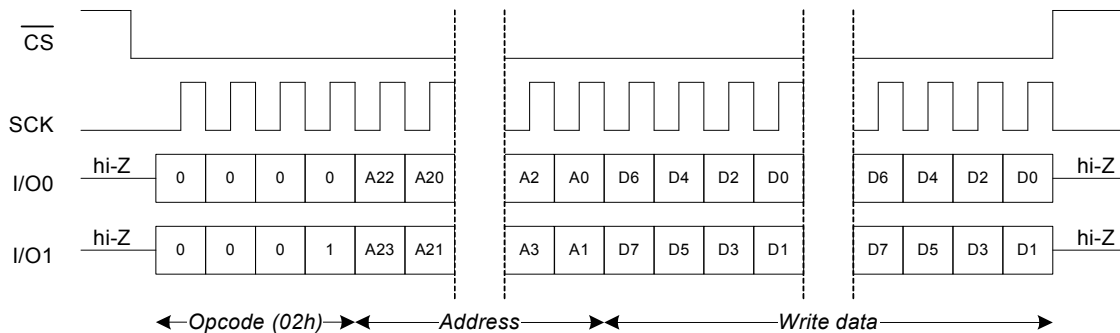 CS
SCK
hi-Z 0 0 0 0 A22 A20 A2 A0 D6 D4 D2 D0 D6 D4 D2 D0 hi-Z
I/O0
hi-Z 0 0 0 1 A23 A21 A3 A1 D7 D5 D3 D1 D7 D5 D3 D1 hi-Z
I/O1
Opcode (02h) Address Write data